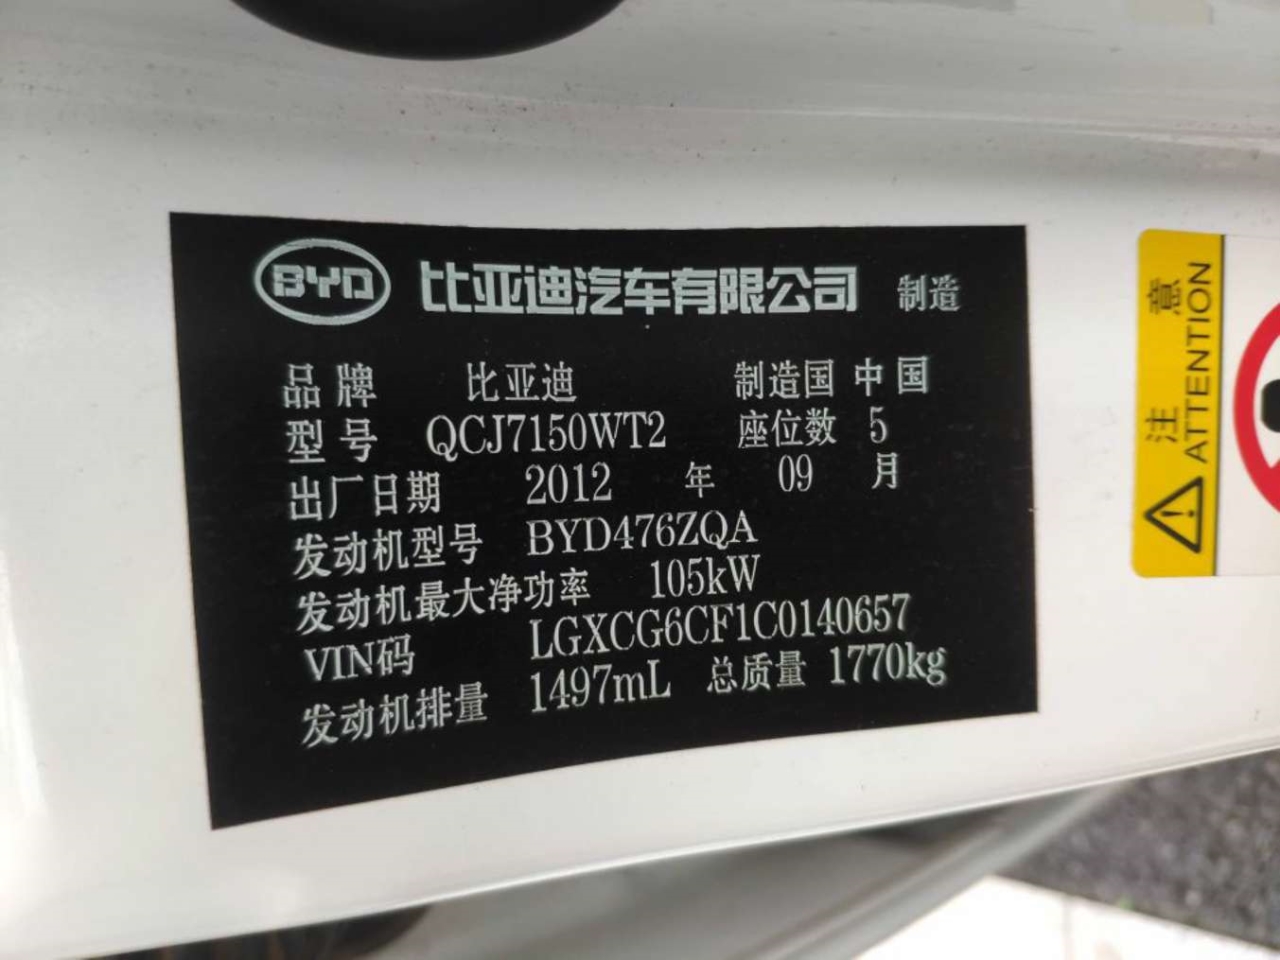 BYD 比亚迪汽车有限公司 制造
品牌 比亚迪 制造国 中国
型号 QCJ7150WT2 座位数 5
出厂日期 2012 年 09 月
发动机型号 BYD476ZQA
发动机最大净功率 105kW
VIN码 LGXCG6CF1C0140657
发动机排量 1497mL 总质量 1770kg
注意
ATTENTION